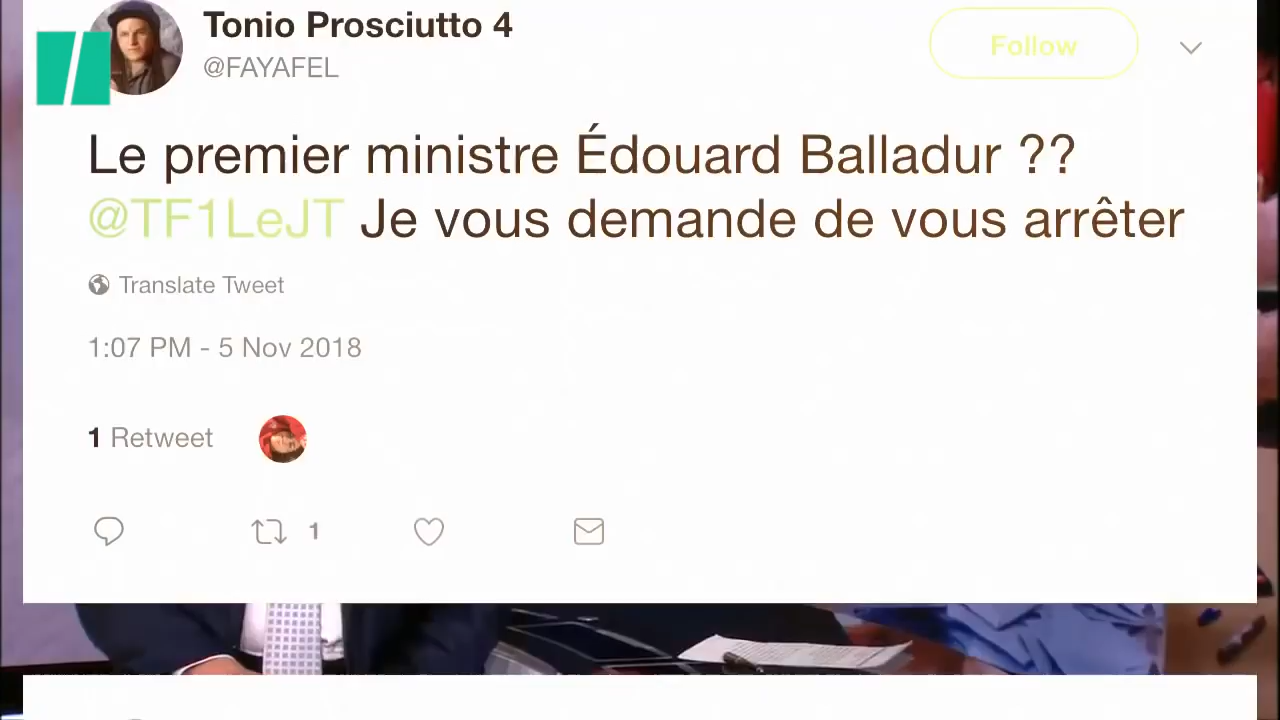 Tonio Prosciutto 4
@FAYAFEL
Follow
Le premier ministre Édouard Balladur ??
@TF1LeJT Je vous demande de vous arrêter
Translate Tweet
1:07 PM - 5 Nov 2018
1 Retweet
1